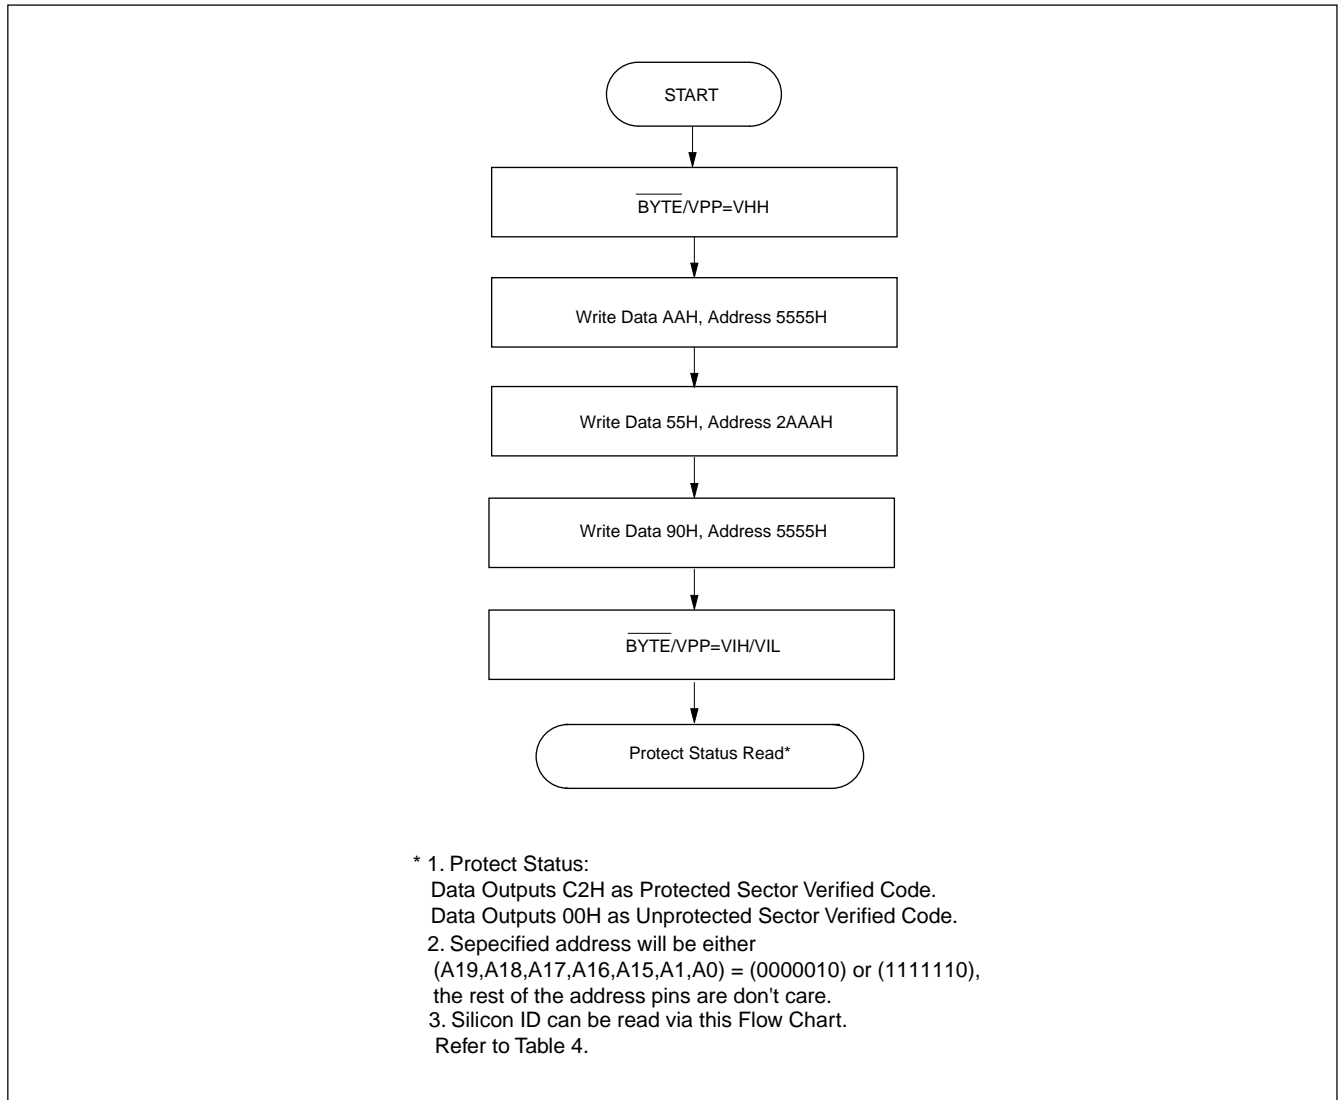 START
BYTE/VPP=VHH
Write Data AAH, Address 5555H
Write Data 55H, Address 2AAAH
Write Data 90H, Address 5555H
BYTE/VPP=VIH/VIL
Protect Status Read*
* 1. Protect Status:
Data Outputs C2H as Protected Sector Verified Code.
Data Outputs 00H as Unprotected Sector Verified Code.
2. Sepecified address will be either
(A19,A18,A17,A16,A15,A1,A0) = (0000010) or (1111110),
the rest of the address pins are don't care.
3. Silicon ID can be read via this Flow Chart.
Refer to Table 4.